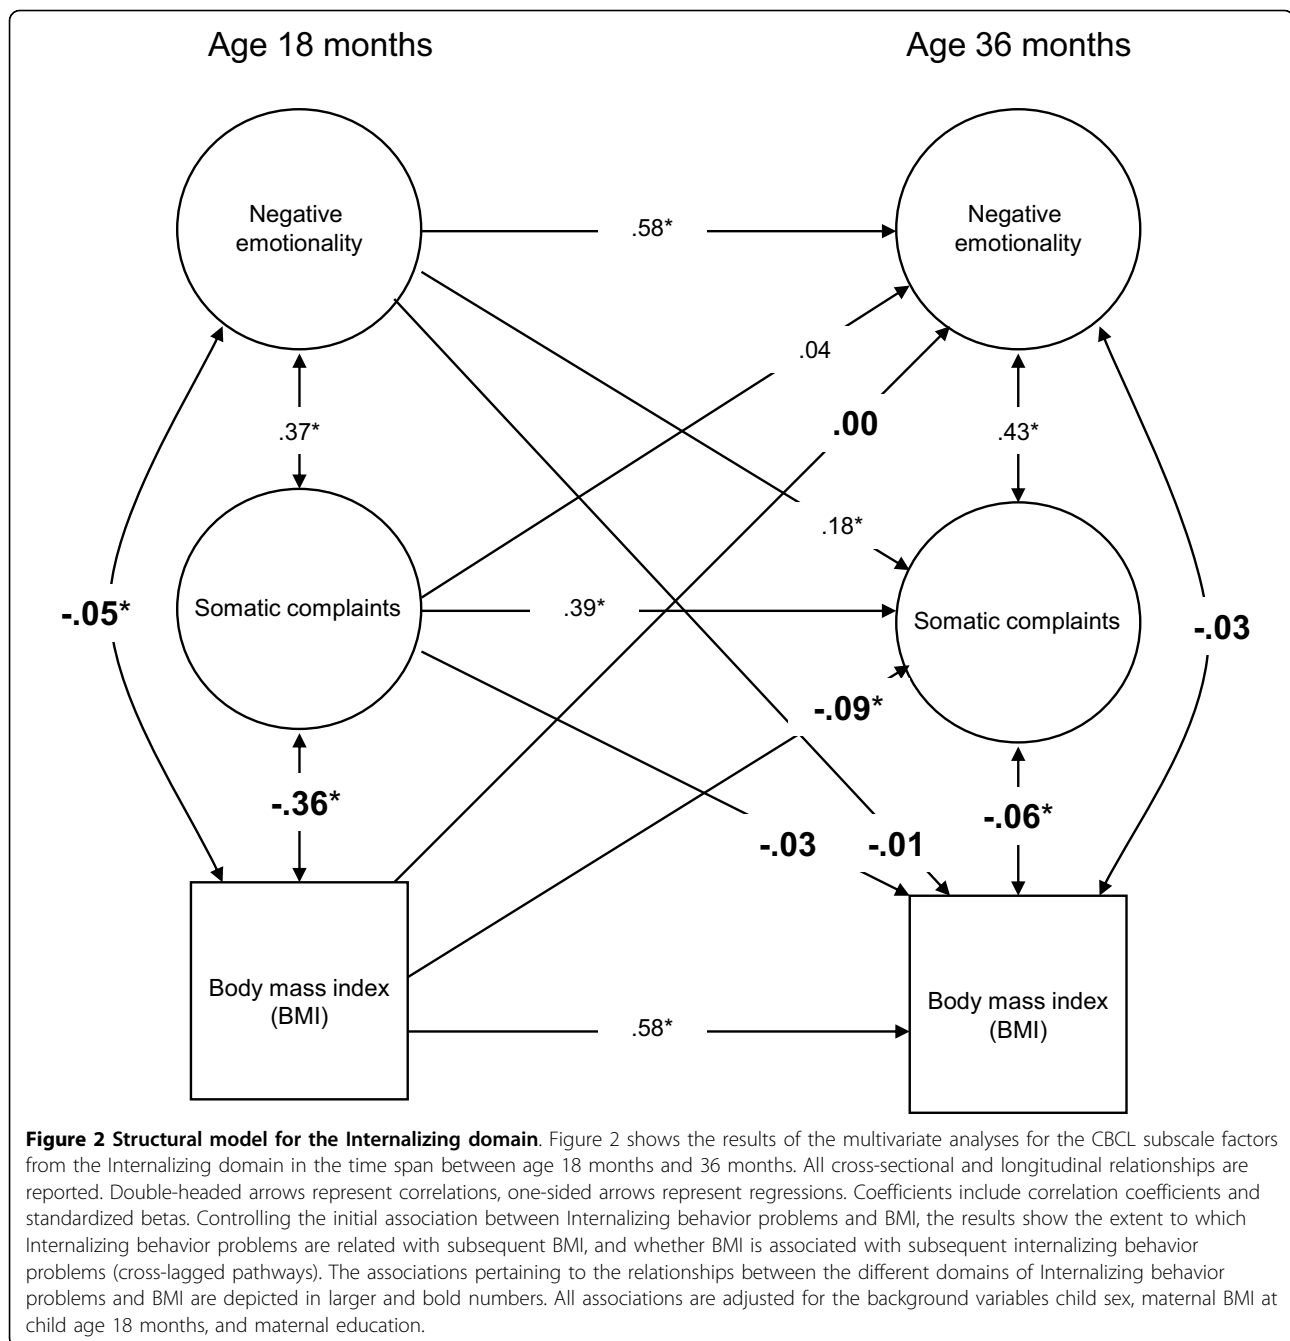 Age 18 months
Age 36 months
Negative
emotionality
Negative
emotionality
.58*
.04
.00
.37*
.43*
.18*
Somatic complaints
.39*
Somatic complaints
-.05*
-.03
-.09*
-.36*
-.03
-.01
-.06*
Body mass index
(BMI)
Body mass index
(BMI)
.58*
Figure 2 Structural model for the Internalizing domain. Figure 2 shows the results of the multivariate analyses for the CBCL subscale factors
from the Internalizing domain in the time span between age 18 months and 36 months. All cross-sectional and longitudinal relationships are
reported. Double-headed arrows represent correlations, one-sided arrows represent regressions. Coefficients include correlation coefficients and
standardized betas. Controlling the initial association between Internalizing behavior problems and BMI, the results show the extent to which
Internalizing behavior problems are related with subsequent BMI, and whether BMI is associated with subsequent internalizing behavior
problems (cross-lagged pathways). The associations pertaining to the relationships between the different domains of Internalizing behavior
problems and BMI are depicted in larger and bold numbers. All associations are adjusted for the background variables child sex, maternal BMI at
child age 18 months, and maternal education.